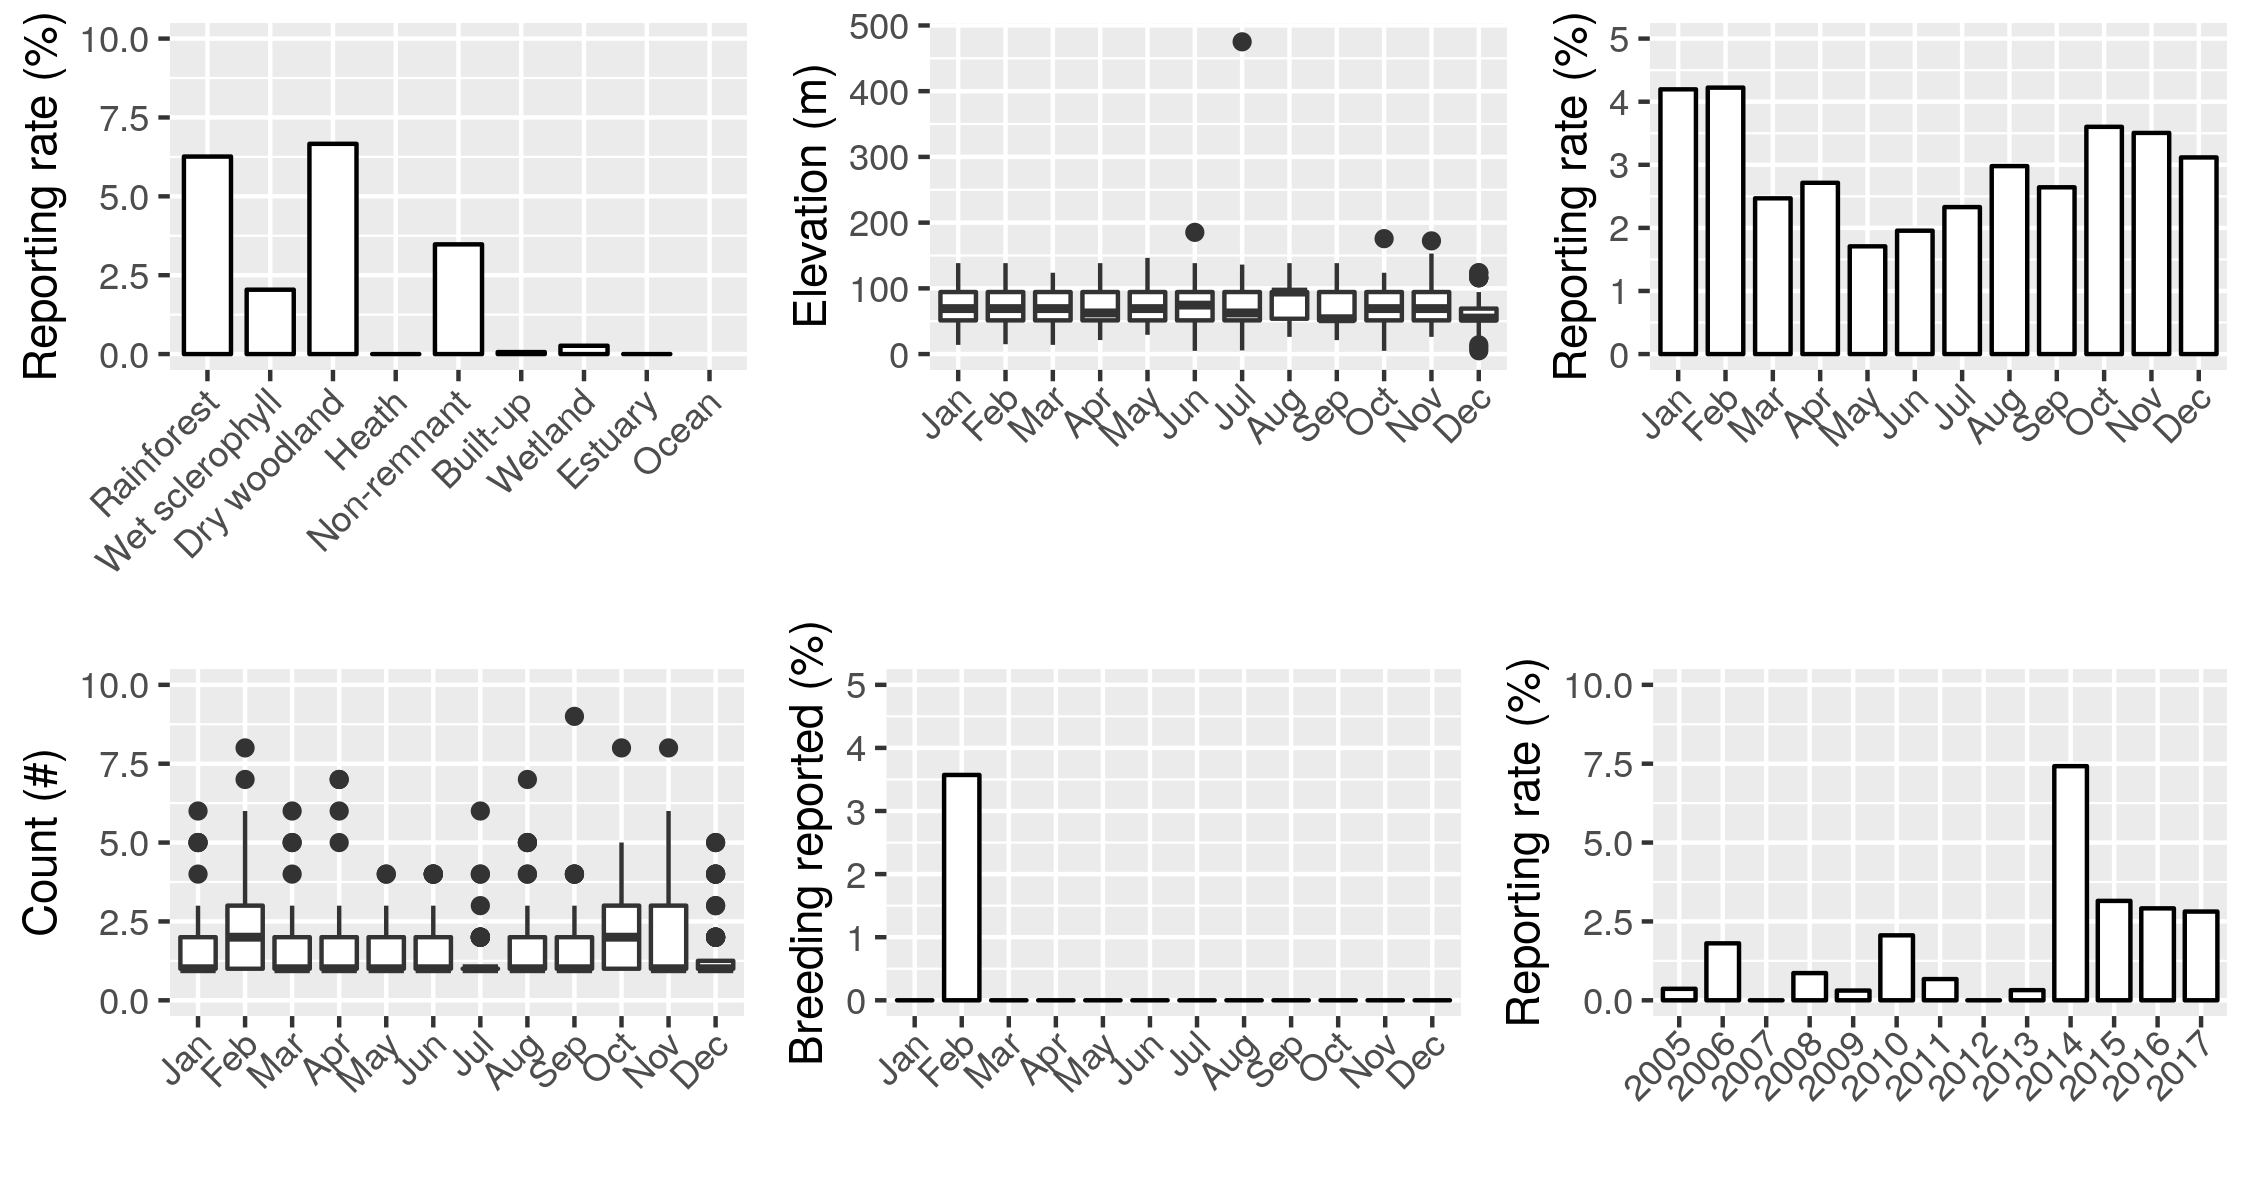 Reporting rate (%)
10.0
7.5
5.0
2.5
0.0
Rainforest
Wet sclerophyll
Dry woodland
Heath
Non-remnant
Built-up
Wetland
Estuary
Ocean
Elevation (m)
500
400
300
200
100
0
Jan
Feb
Mar
Apr
May
Jun
Jul
Aug
Sep
Oct
Nov
Dec
Reporting rate (%)
5
4
3
2
1
0
Jan
Feb
Mar
Apr
May
Jun
Jul
Aug
Sep
Oct
Nov
Dec
Count (#)
10.0
7.5
5.0
2.5
0.0
Jan
Feb
Mar
Apr
May
Jun
Jul
Aug
Sep
Oct
Nov
Dec
Breeding reported (%)
5
4
3
2
1
0
Jan
Feb
Mar
Apr
May
Jun
Jul
Aug
Sep
Oct
Nov
Dec
Reporting rate (%)
10.0
7.5
5.0
2.5
0.0
2005
2006
2007
2008
2009
2010
2011
2012
2013
2014
2015
2016
2017